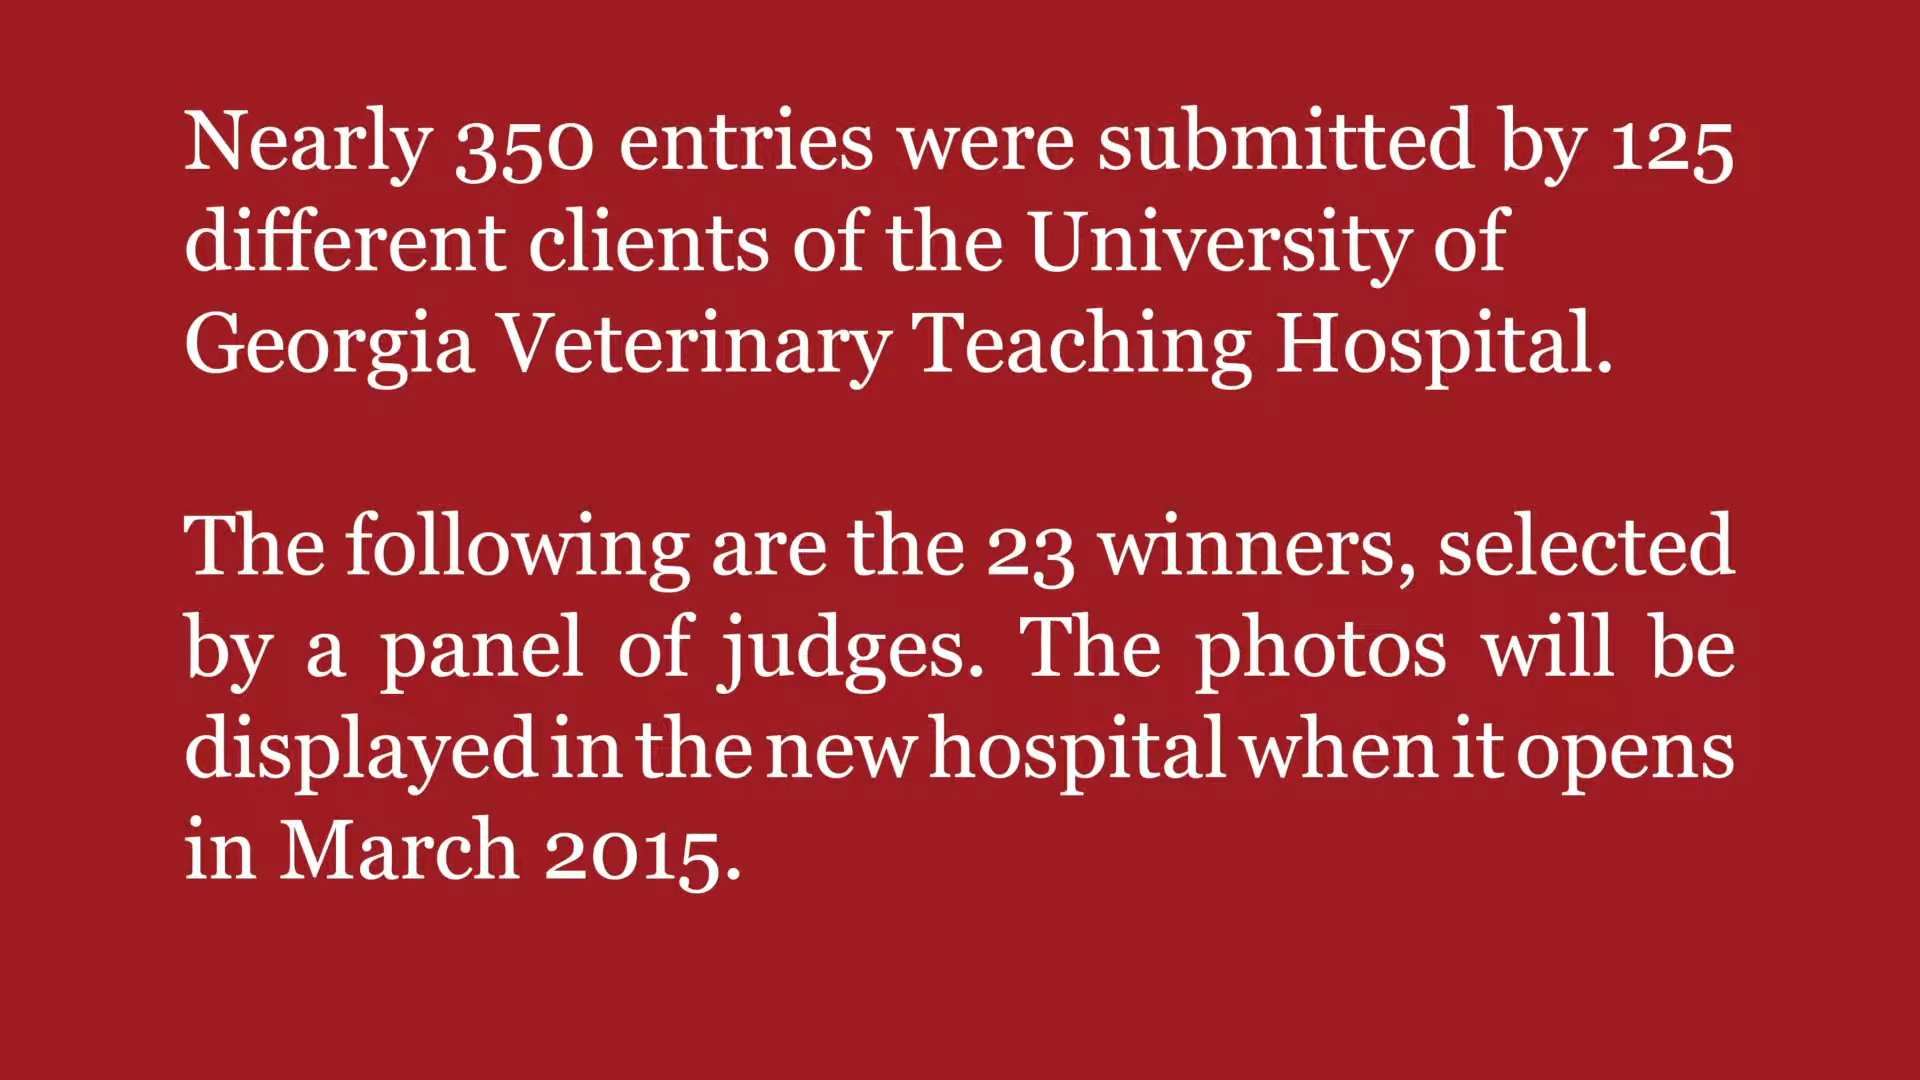 Nearly 350 entries were submitted by 125
different clients of the University of
Georgia Veterinary Teaching Hospital.
The following are the 23 winners, selected
by a panel of judges. The photos will be
displayed in the new hospital when it opens
in March 2015.